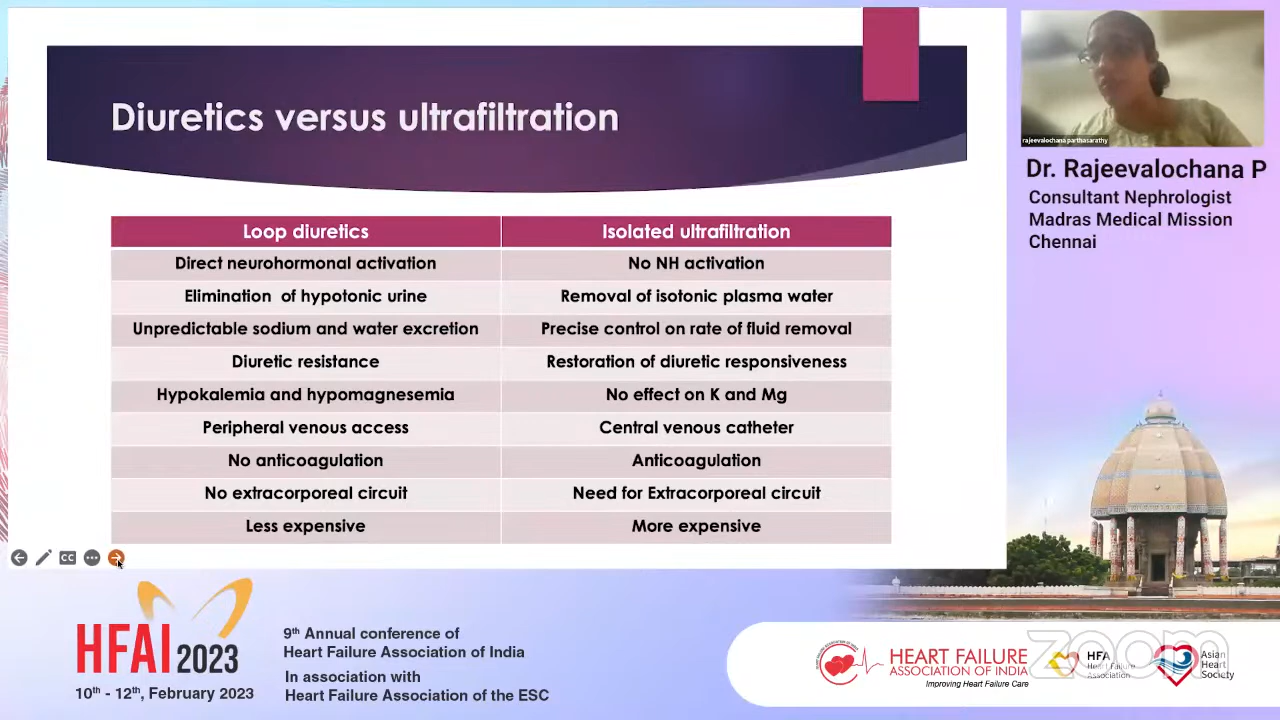 Diuretics versus ultrafiltration
Loop diuretics Isolated ultrafiltration
Direct neurohormonal activation No NH activation
Elimination of hypotonic urine Removal of isotonic plasma water
Unpredictable sodium and water excretion Precise control on rate of fluid removal
Diuretic resistance Restoration of diuretic responsiveness
Hypokalemia and hypomagnesemia No effect on K and Mg
Peripheral venous access Central venous catheter
No anticoagulation Anticoagulation
No extracorporeal circuit Need for Extracorporeal circuit
Less expensive More expensive
CC
rajeevalochana parthasarathy
Dr. Rajeevalochana P
Consultant Nephrologist
Madras Medical Mission
Chennai
HFAI 2023
10th - 12th, February 2023
9th Annual conference of
Heart Failure Association of India
In association with
Heart Failure Association of the ESC
HEART FAILURE
ASSOCIATION OF INDIA
Improving Heart Failure Care
HFA
Heart Failure
Association
Asian
Heart
Society
zoom